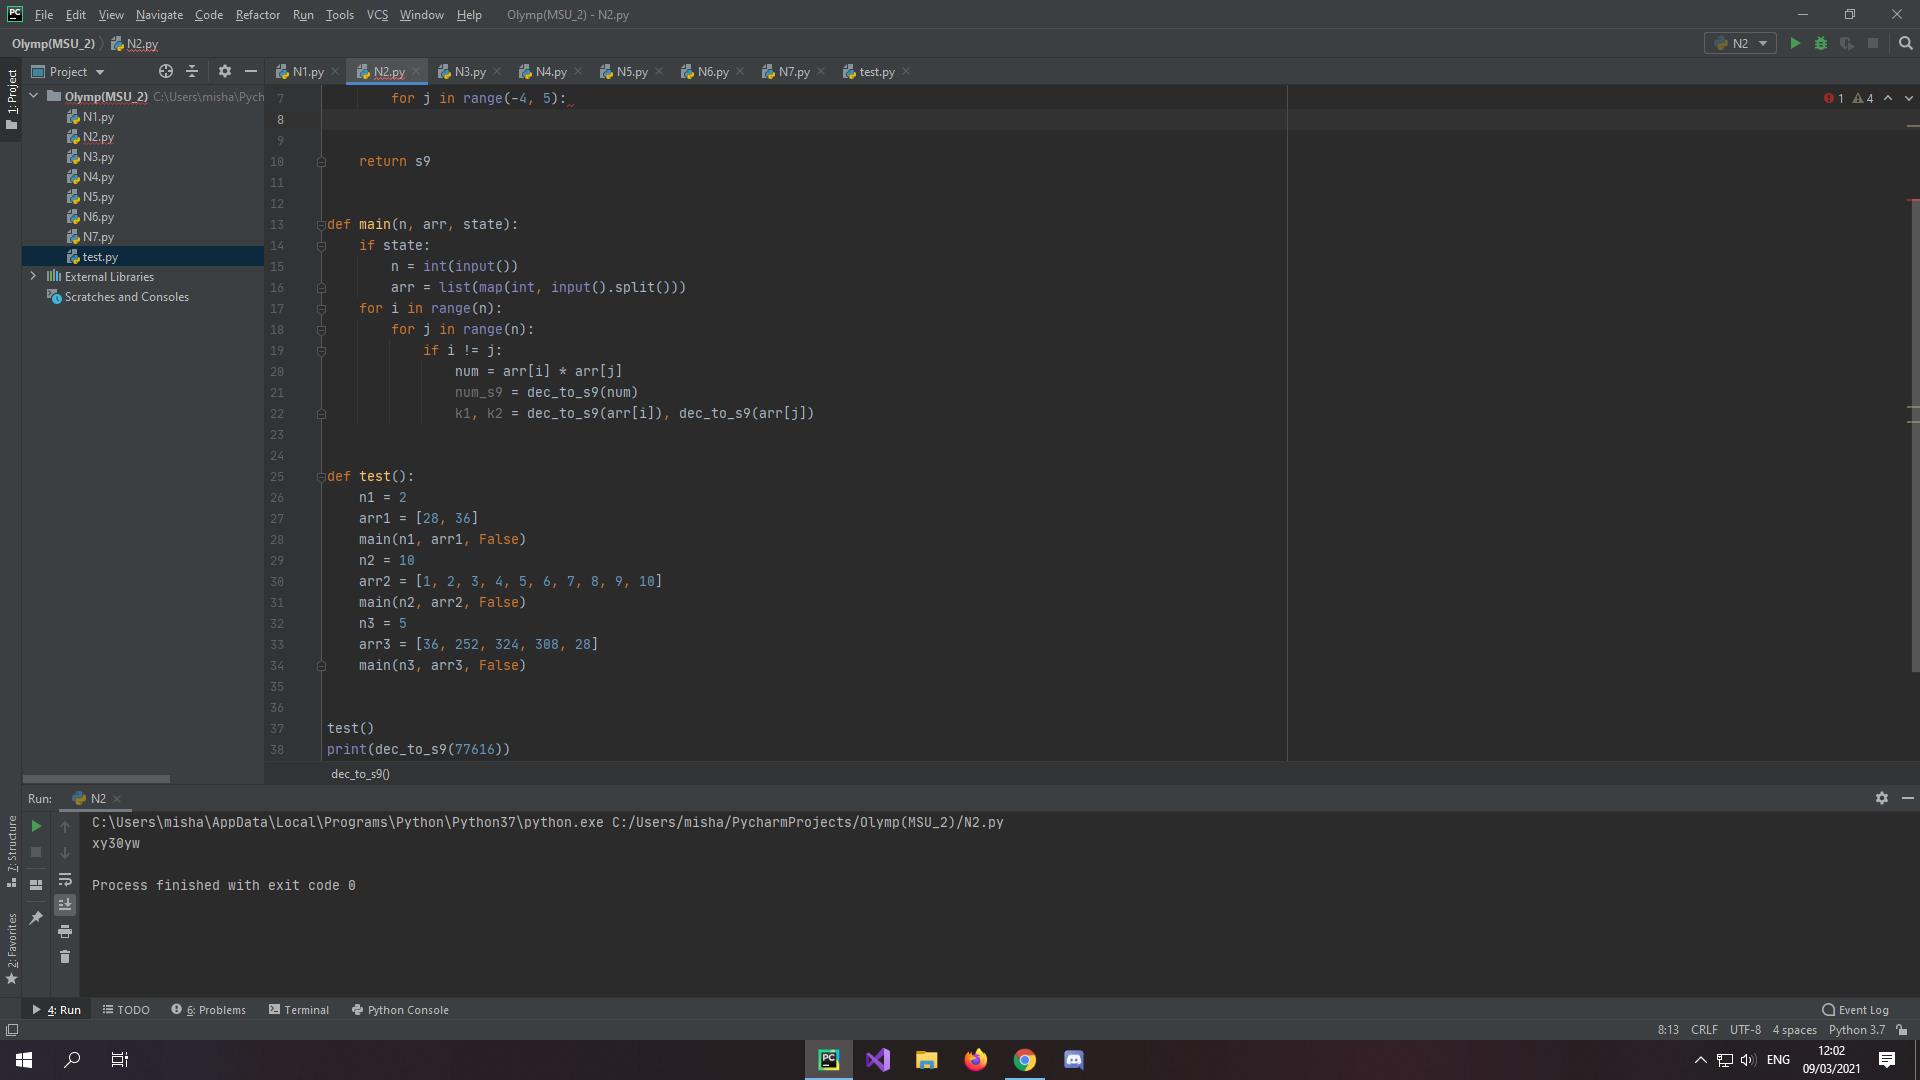 PC File Edit View Navigate Code Refactor Run Tools VCS Window Help Olymp(MSU_2) - N2.py
Olymp(MSU_2) N2.py N2
1: Project
Project N1.py N2.py N3.py N4.py N5.py N6.py N7.py test.py
Olymp(MSU_2) C:\Users\misha\Pych
N1.py
N2.py
N3.py
N4.py
N5.py
N6.py
N7.py
test.py
External Libraries
Scratches and Consoles
1 4
7 for j in range(-4, 5):
8
9
10 return s9
11
12
13 def main(n, arr, state):
14 if state:
15 n = int(input())
16 arr = list(map(int, input().split()))
17 for i in range(n):
18 for j in range(n):
19 if i != j:
20 num = arr[i] * arr[j]
21 num_s9 = dec_to_s9(num)
22 k1, k2 = dec_to_s9(arr[i]), dec_to_s9(arr[j])
23
24
25 def test():
26 n1 = 2
27 arr1 = [28, 36]
28 main(n1, arr1, False)
29 n2 = 10
30 arr2 = [1, 2, 3, 4, 5, 6, 7, 8, 9, 10]
31 main(n2, arr2, False)
32 n3 = 5
33 arr3 = [36, 252, 324, 308, 28]
34 main(n3, arr3, False)
35
36
37 test()
38 print(dec_to_s9(77616))
dec_to_s9()
Run: N2
7: Structure
2: Favorites
C:\Users\misha\AppData\Local\Programs\Python\Python37\python.exe C:/Users/misha/PycharmProjects/Olymp(MSU_2)/N2.py
xy30yw
Process finished with exit code 0
4: Run TODO 6: Problems Terminal Python Console Event Log
8:13 CRLF UTF-8 4 spaces Python 3.7
PC ENG 12:02
09/03/2021